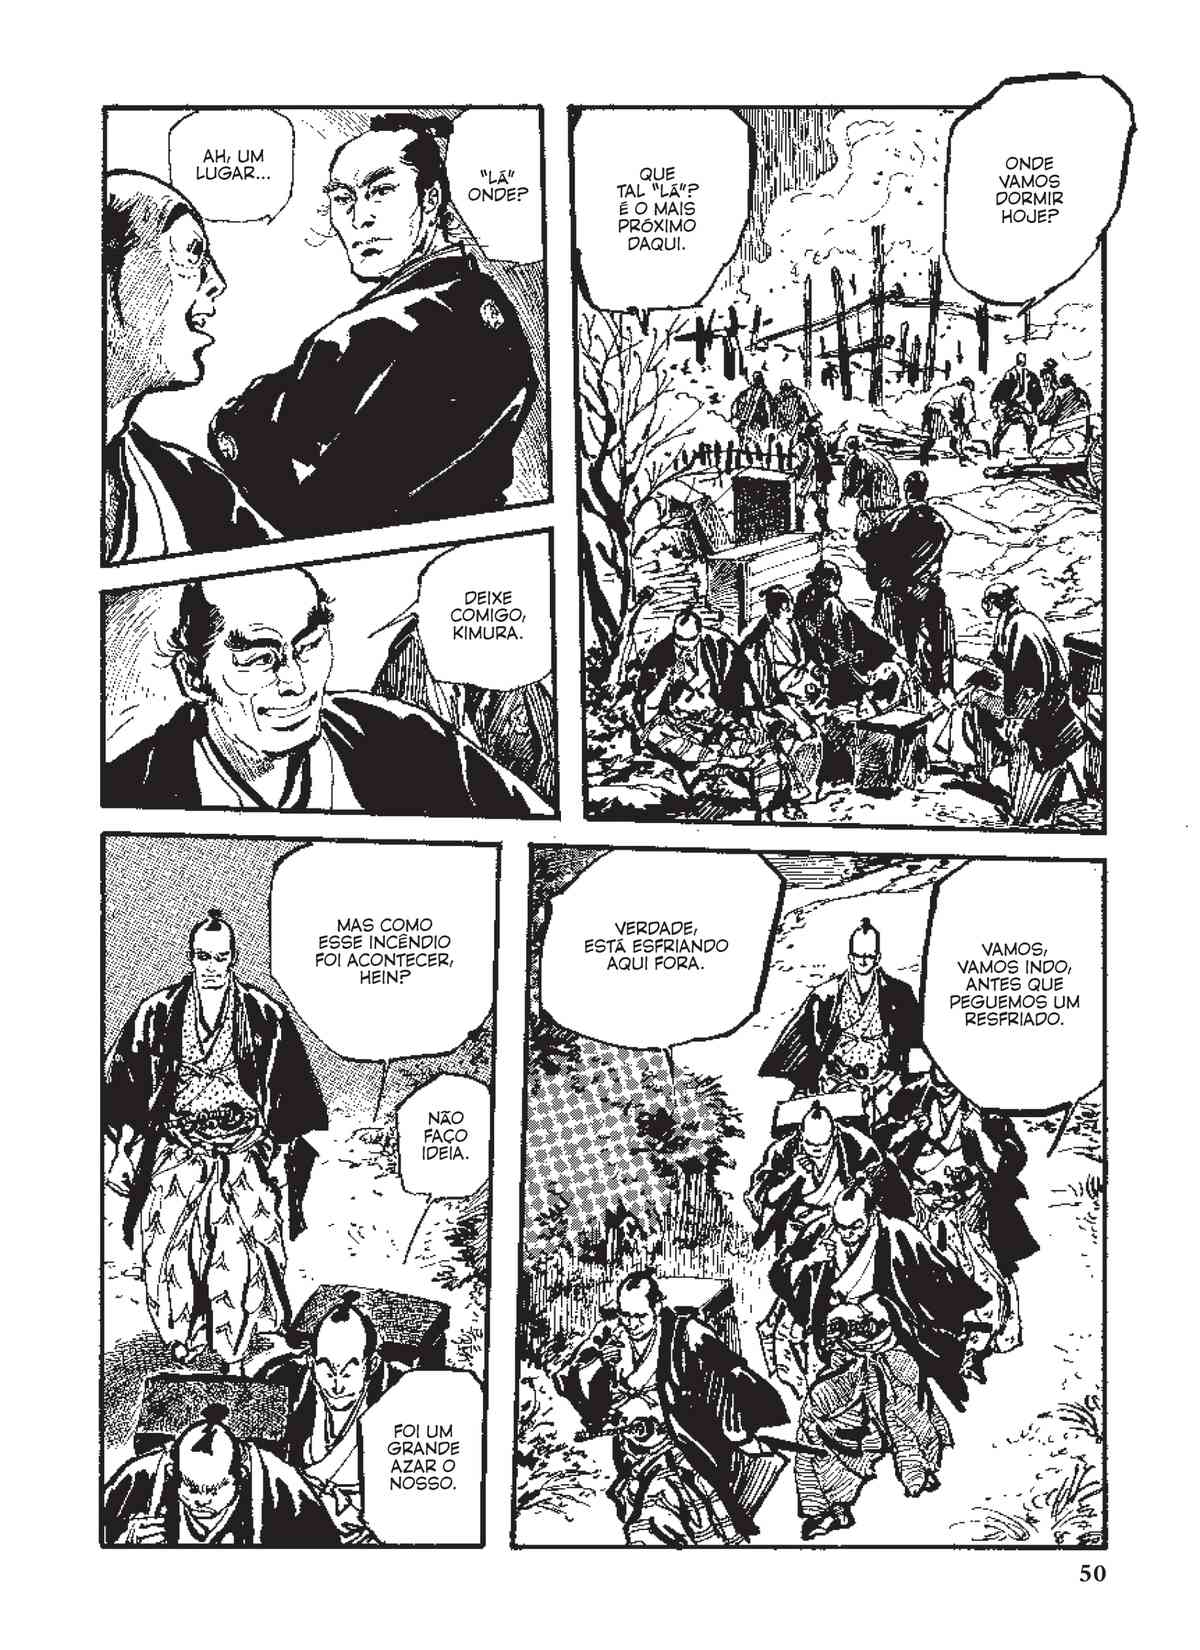 ONDE
VAMOS
DORMIR
HOJE?
QUE
TAL "LÁ"?
É O MAIS
PRÓXIMO
DAQUI.
"LÁ"
ONDE?
AH, UM
LUGAR...
DEIXE
COMIGO,
KIMURA.
VAMOS,
VAMOS INDO,
ANTES QUE
PEGUEMOS UM
RESFRIADO.
VERDADE,
ESTÁ ESFRIANDO
AQUI FORA.
MAS COMO
ESSE INCÊNDIO
FOI ACONTECER,
HEIN?
NÃO
FAÇO
IDEIA.
FOI UM
GRANDE
AZAR O
NOSSO.
50